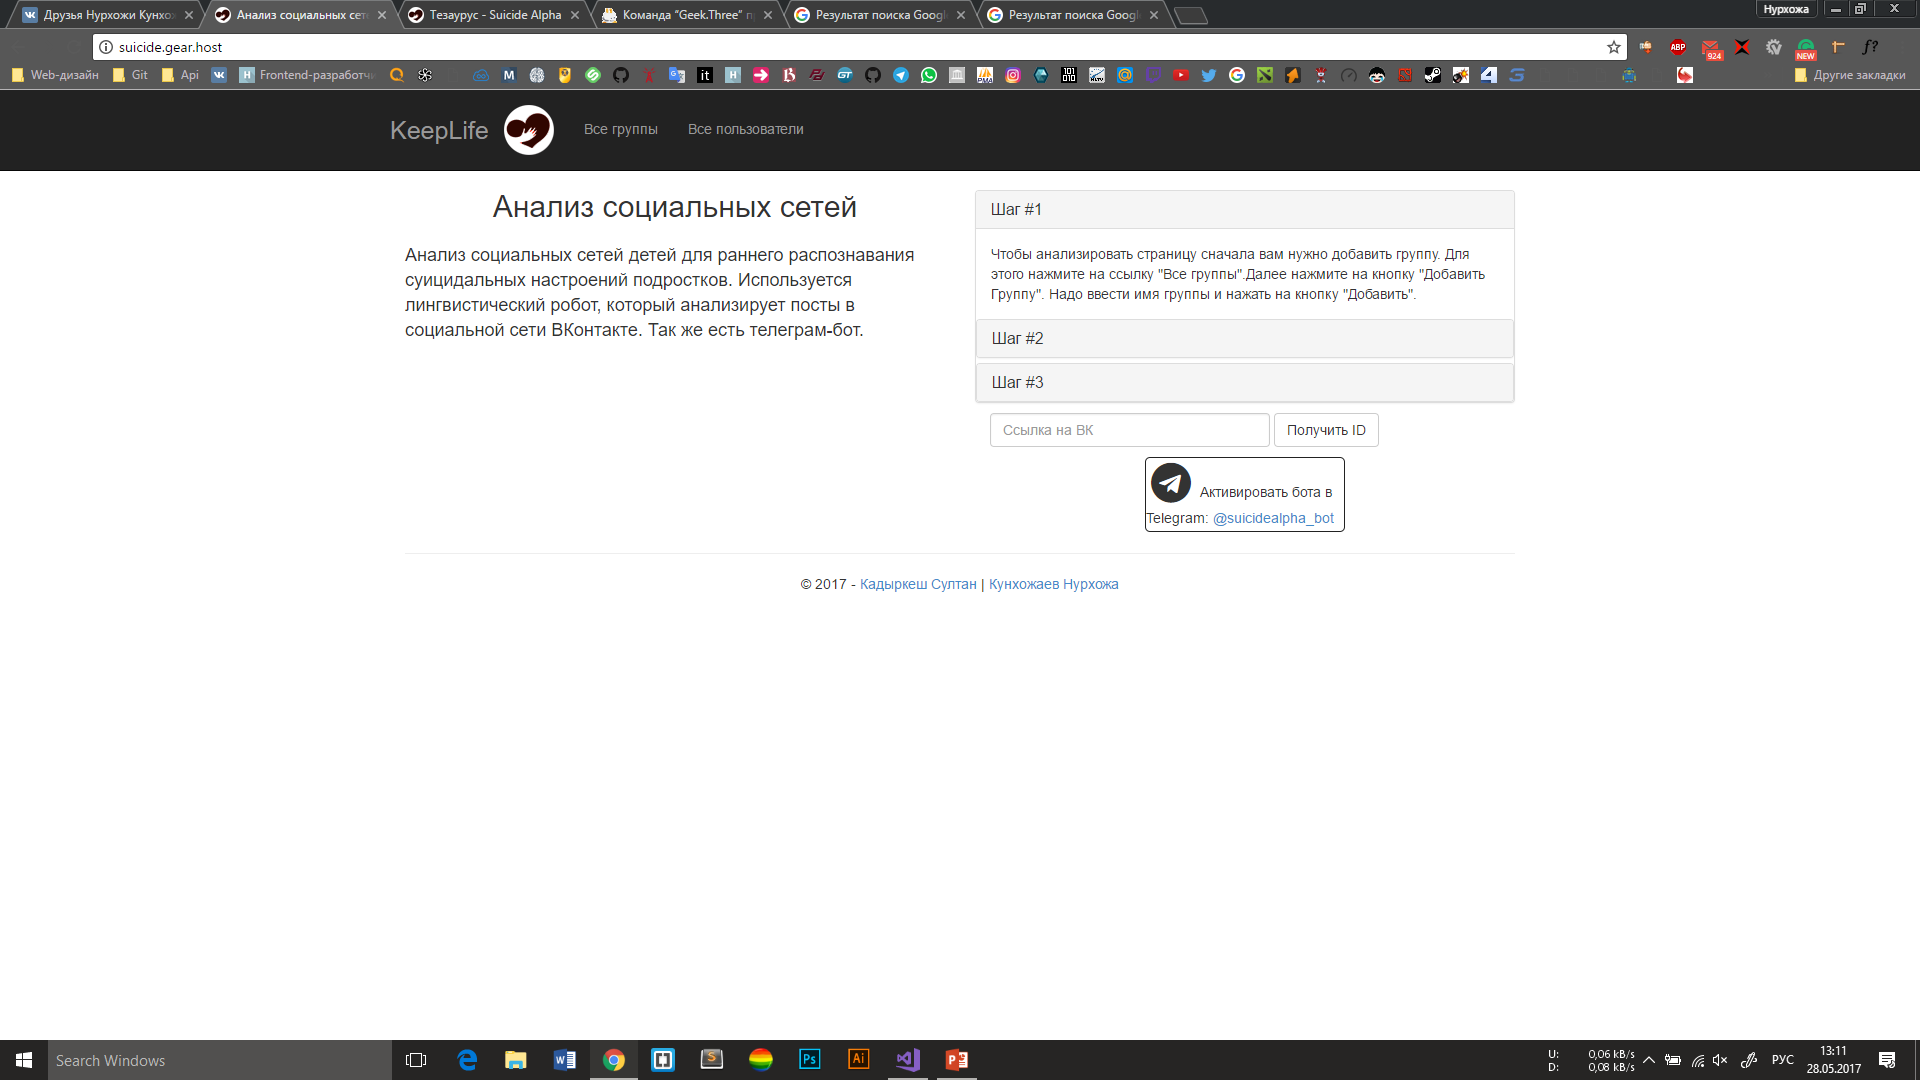 Друзья Нурхожи Кунхо
Анализ социальных сет
Тезаурус - Suicide Alpha
Команда “Geek.Three” п
Результат поиска Googl
Результат поиска Googl
Нурхожа
suicide.gear.host
ABP
924
NEW
f?
Web-дизайн
Git
Api
Frontend-разработч
Другие закладки
KeepLife
Все группы
Все пользователи
Анализ социальных сетей
Анализ социальных сетей детей для раннего распознавания
суицидальных настроений подростков. Используется
лингвистический робот, который анализирует посты в
социальной сети ВКонтакте. Так же есть телеграм-бот.
Шаг #1
Чтобы анализировать страницу сначала вам нужно добавить группу. Для
этого нажмите на ссылку "Все группы".Далее нажмите на кнопку "Добавить
Группу". Надо ввести имя группы и нажать на кнопку "Добавить".
Шаг #2
Шаг #3
Ссылка на ВК
Получить ID
Активировать бота в
Telegram: @suicidealpha_bot
© 2017 - Кадыркеш Султан | Кунхожаев Нурхожа
Search Windows
U: 0,06 kB/s
D: 0,08 kB/s
РУС
13:11
28.05.2017